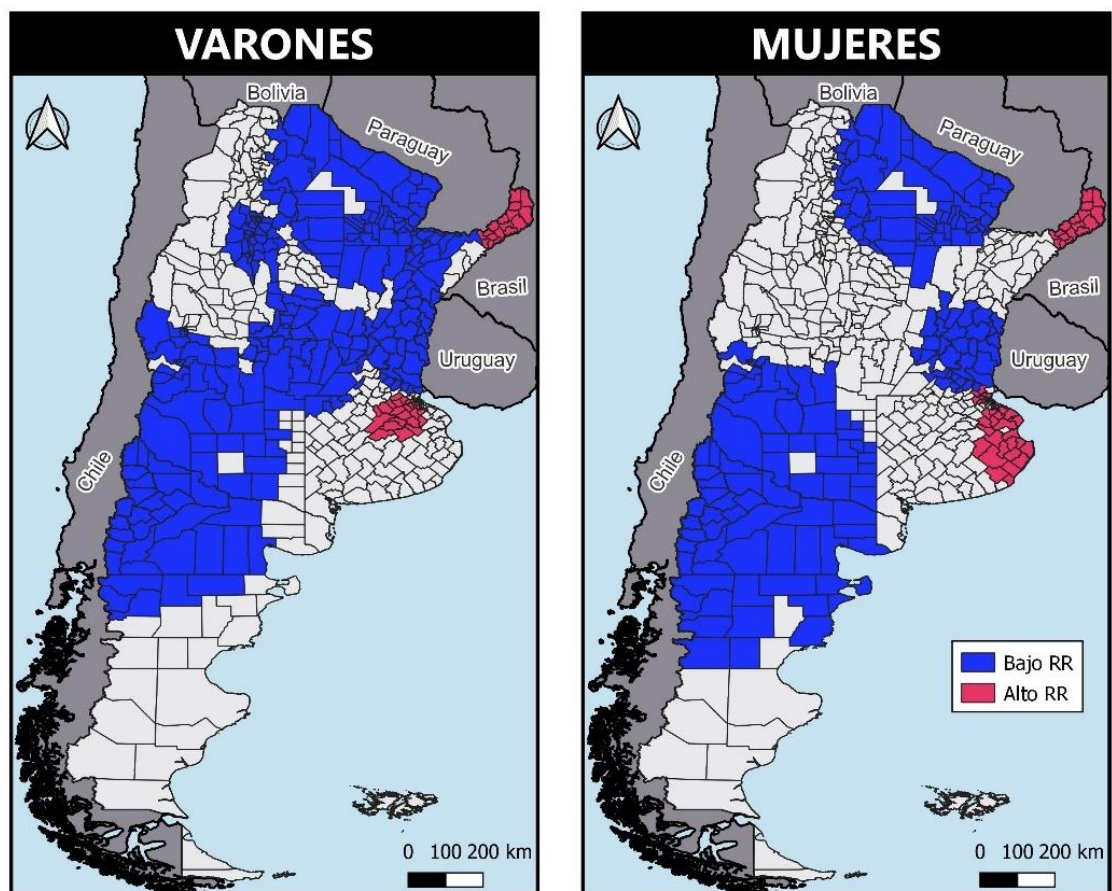 VARONES
Bolivia
Paraguay
Brasil
Uruguay
Chile
0 100 200 km
MUJERES
Bolivia
Paraguay
Brasil
Uruguay
Chile
Bajo RR
Alto RR
0 100 200 km